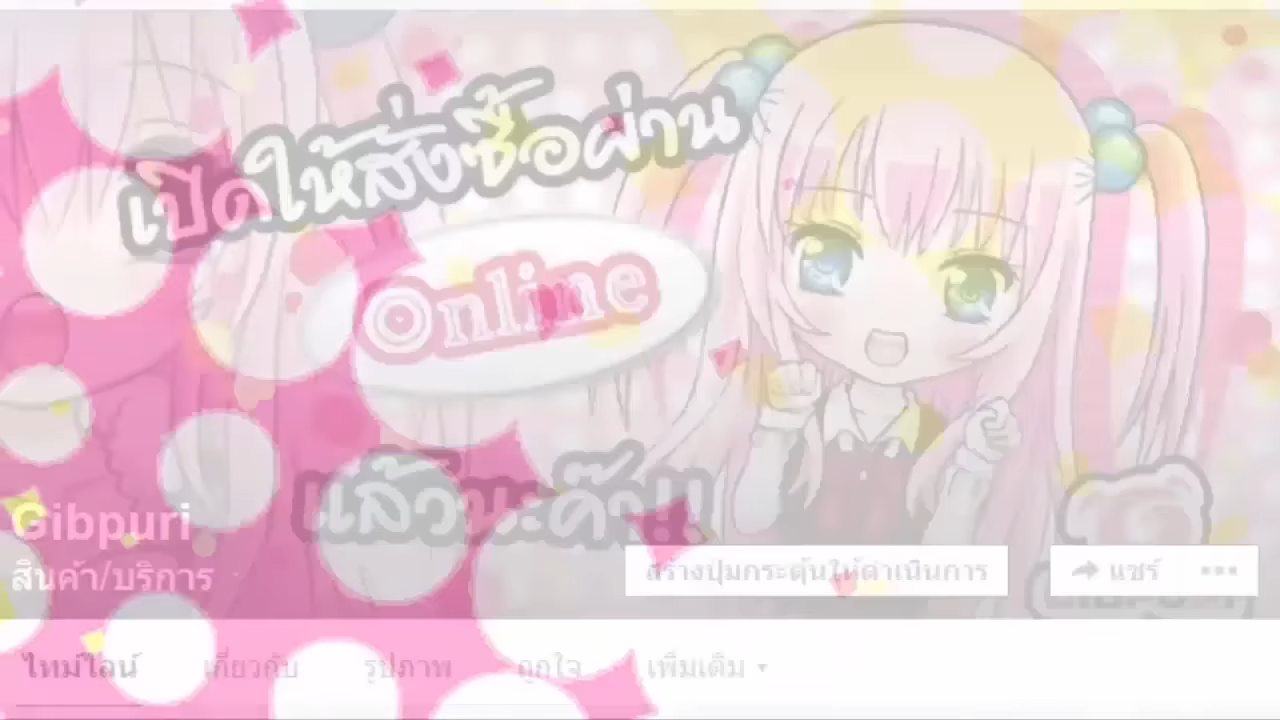 เปิดให้สั่งซื้อผ่าน
Online
แล้วนะค๊า!!
Gibpuri
สินค้า/บริการ
สร้างปุ่มกระตุ้นให้ดำเนินการ
แชร์
ไทม์ไลน์ เกี่ยวกับ รูปภาพ ถูกใจ เพิ่มเติม